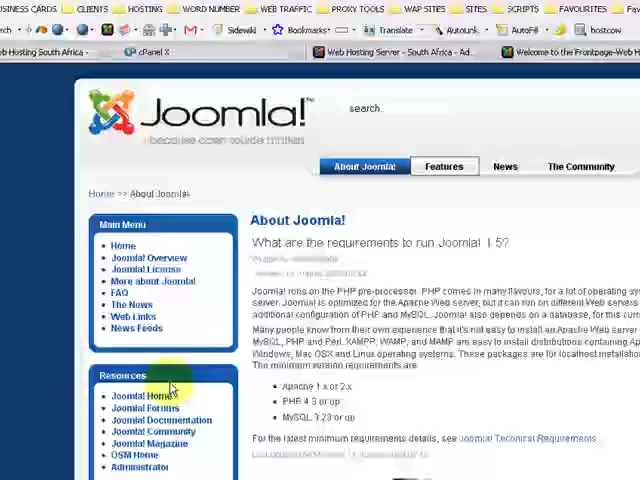 BUSINESS CARDS CLIENTS HOSTING WORD NUMBER WEB TRAFFIC PROXY TOOLS WAP SITES SITES SCRIPTS FAVOURITES
Sidewiki Bookmarks Translate AutoLink AutoFill hostcow
Web Hosting South Africa - cPanel X Web Hosting Server - South Africa - Ad... Welcome to the Frontpage-Web H
Joomla!™
because open source matters
search
About Joomla! Features News The Community
Home >> About Joomla!
Main Menu
Home
Joomla! Overview
Joomla! License
More about Joomla!
FAQ
The News
Web Links
News Feeds
Resources
Joomla! Home
Joomla! Forums
Joomla! Documentation
Joomla! Community
Joomla! Magazine
OSM Home
Administrator
About Joomla!
What are the requirements to run Joomla! 1.5?
Joomla! runs on the PHP pre-processor. PHP comes in many flavours, for a lot of operating sys
server. Joomla! is optimized for the Apache Web server, but it can run on different Web servers
additional configuration of PHP and MySQL. Joomla! also depends on a database, for this curr
Many people know from their own experience that it's not easy to install an Apache Web server
MySQL, PHP and Perl. XAMPP, WAMP, and MAMP are easy to install distributions containing Ap
Windows, Mac OSX and Linux operating systems. These packages are for localhost installatio
The minimum version requirements are
Apache 1.x or 2.x
PHP 4.3 or up
MySQL 3.23 or up
For the latest minimum requirements details, see Joomla! Technical Requirements